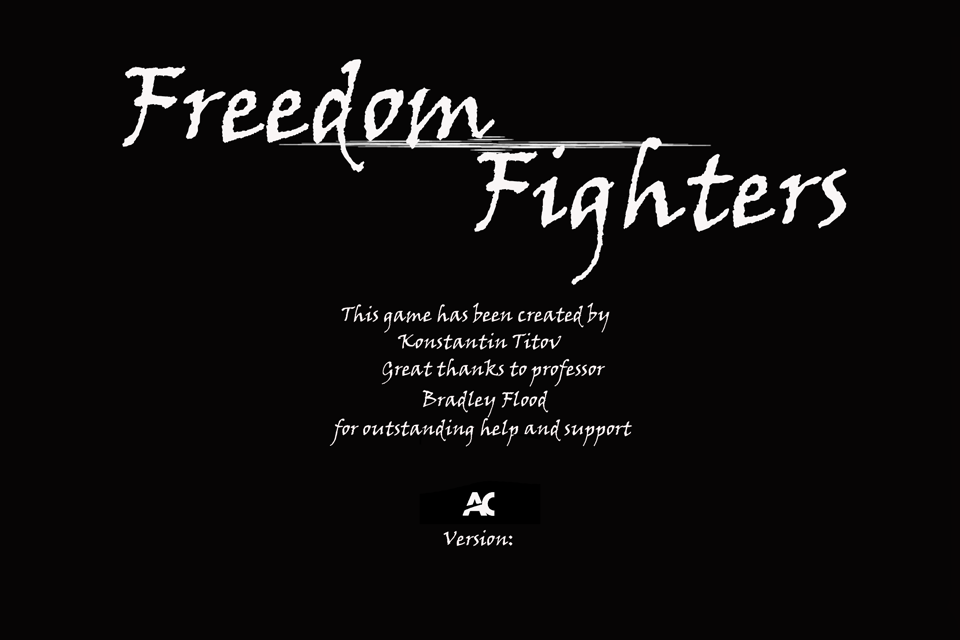 Freedom
Fighters
This game has been created by
Konstantin Titov
Great thanks to professor
Bradley Flood
for outstanding help and support
AC
Version: